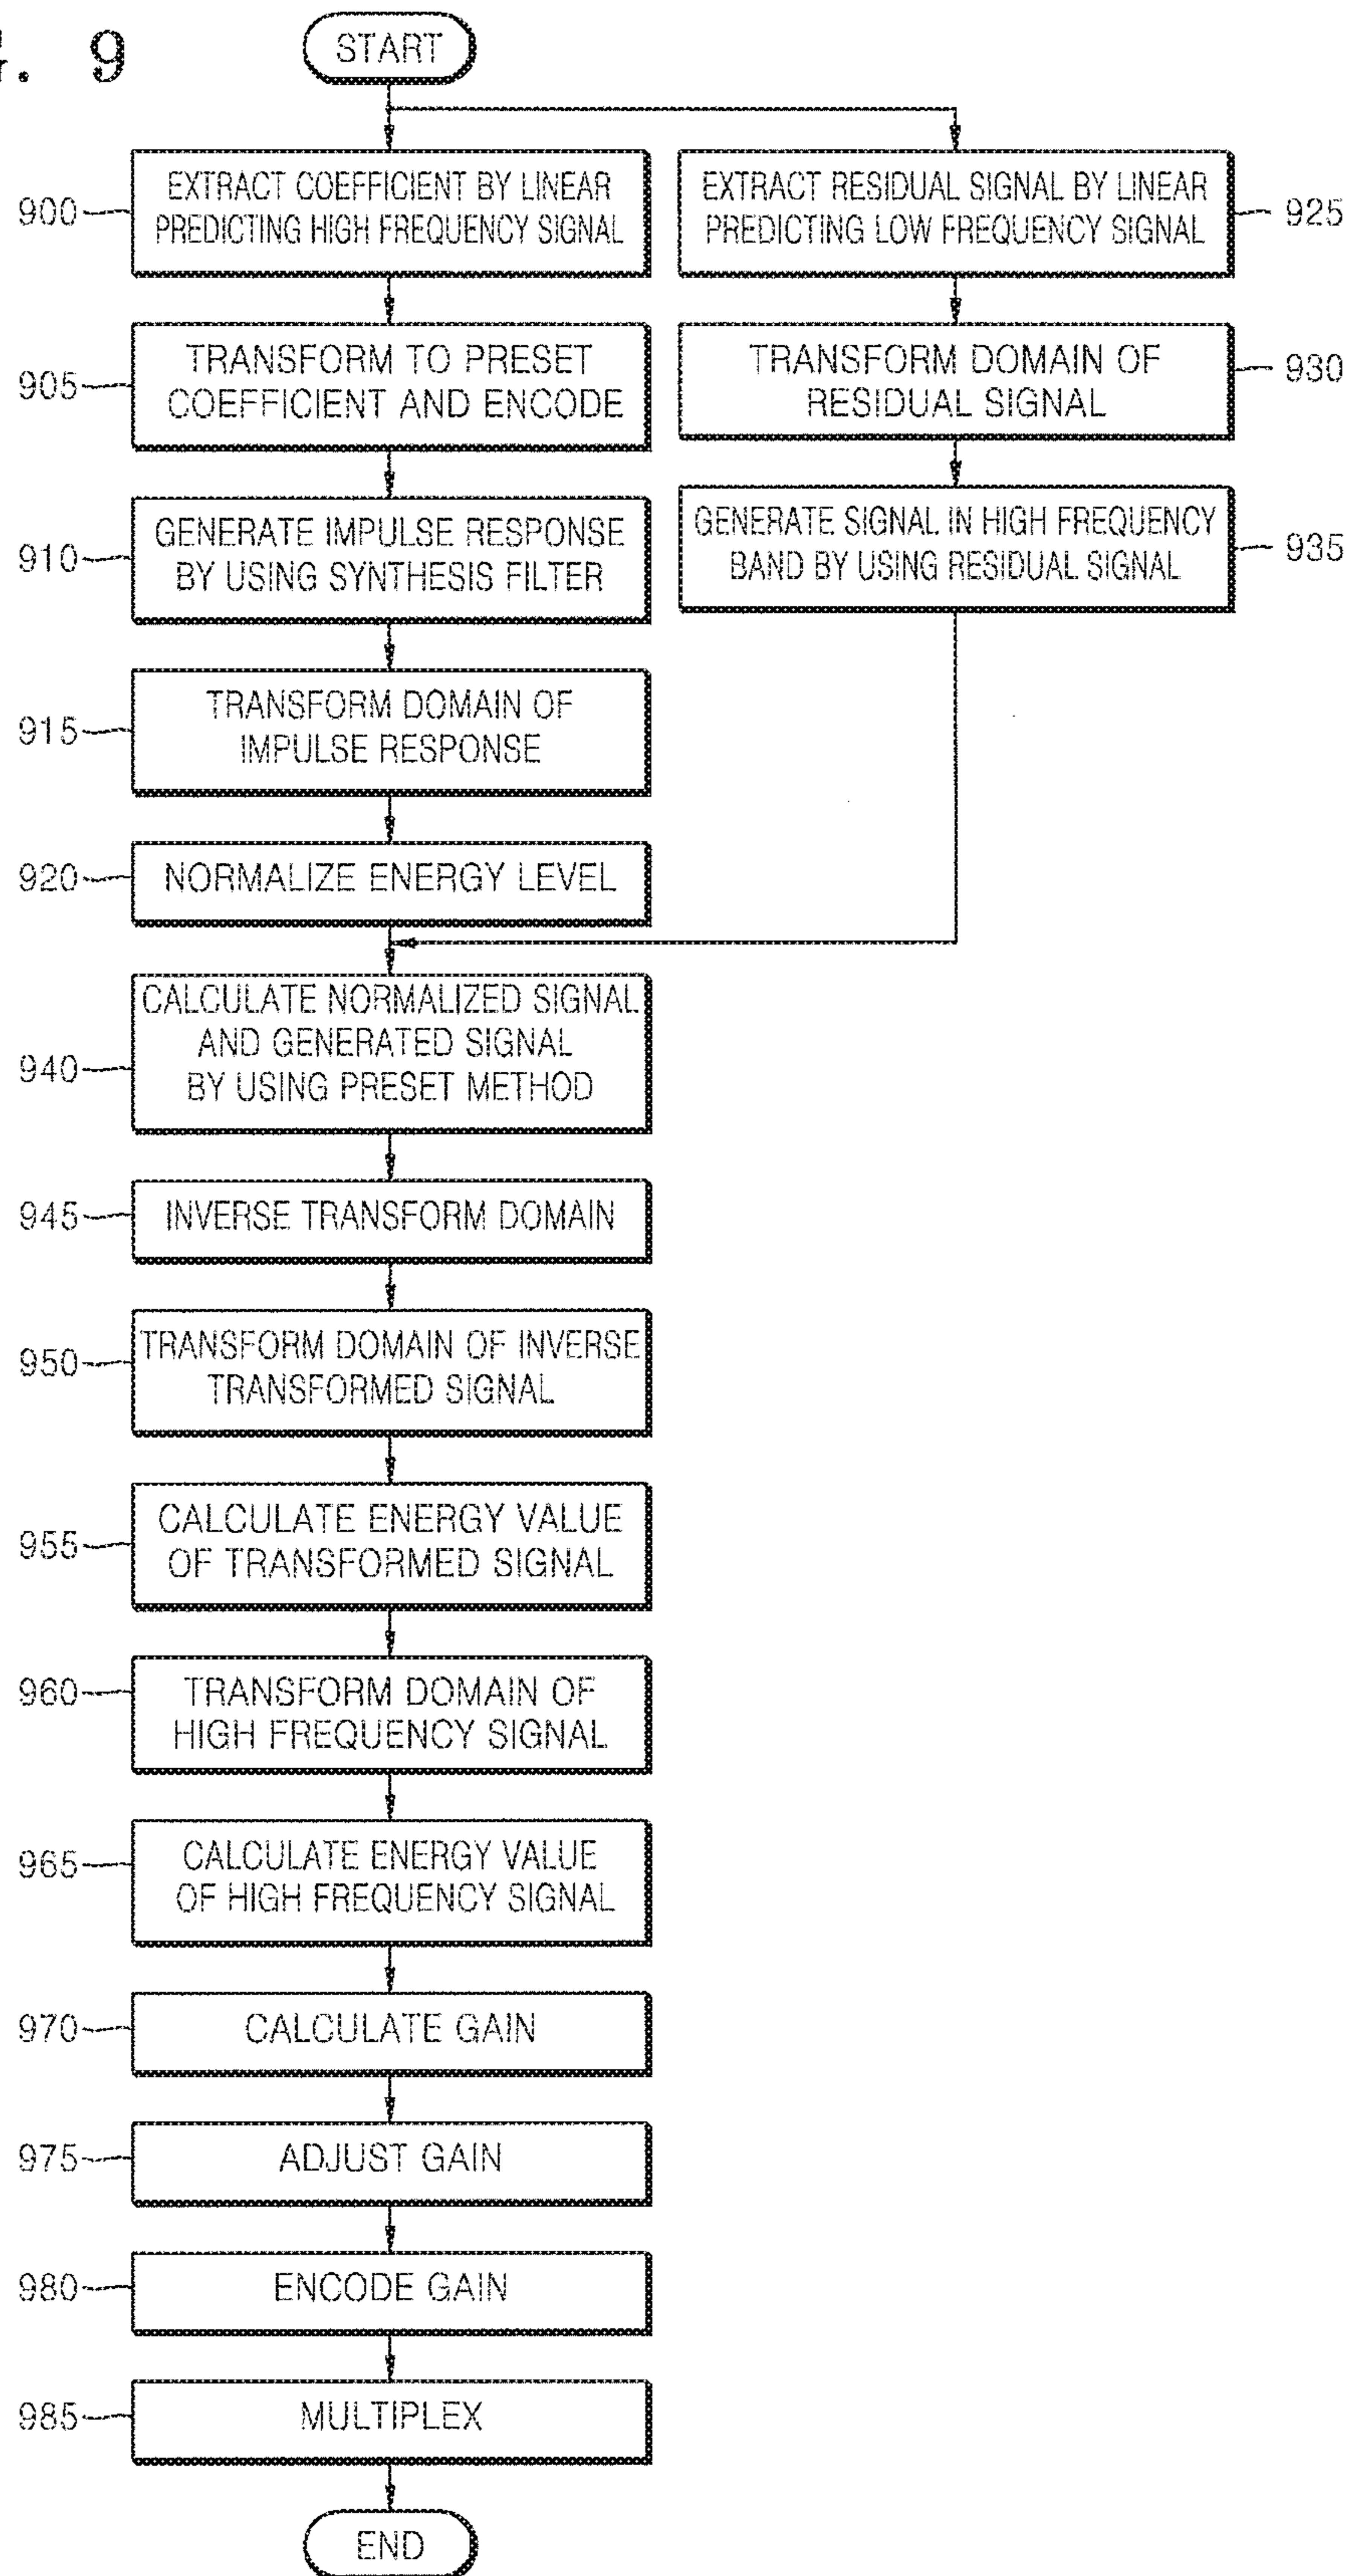 . 9
START
900
EXTRACT COEFFICIENT BY LINEAR
PREDICTING HIGH FREQUENCY SIGNAL
EXTRACT RESIDUAL SIGNAL BY LINEAR
PREDICTING LOW FREQUENCY SIGNAL
925
905
TRANSFORM TO PRESET
COEFFICIENT AND ENCODE
TRANSFORM DOMAIN OF
RESIDUAL SIGNAL
930
910
GENERATE IMPULSE RESPONSE
BY USING SYNTHESIS FILTER
GENERATE SIGNAL IN HIGH FREQUENCY
BAND BY USING RESIDUAL SIGNAL
935
915
TRANSFORM DOMAIN OF
IMPULSE RESPONSE
920
NORMALIZE ENERGY LEVEL
940
CALCULATE NORMALIZED SIGNAL
AND GENERATED SIGNAL
BY USING PRESET METHOD
945
INVERSE TRANSFORM DOMAIN
950
TRANSFORM DOMAIN OF INVERSE
TRANSFORMED SIGNAL
955
CALCULATE ENERGY VALUE
OF TRANSFORMED SIGNAL
960
TRANSFORM DOMAIN OF
HIGH FREQUENCY SIGNAL
965
CALCULATE ENERGY VALUE
OF HIGH FREQUENCY SIGNAL
970
CALCULATE GAIN
975
ADJUST GAIN
980
ENCODE GAIN
985
MULTIPLEX
END